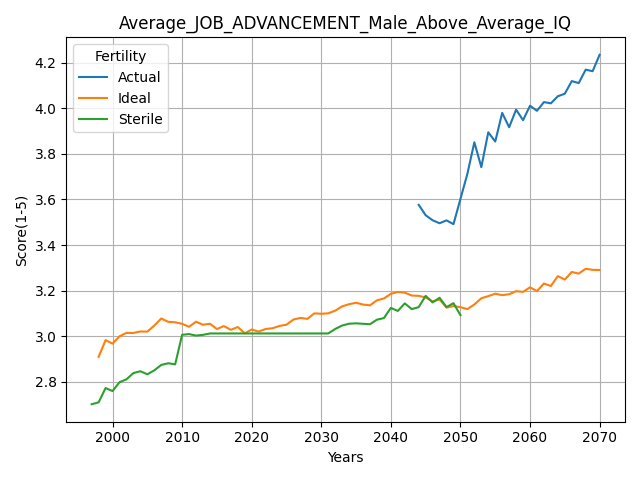 Average_JOB_ADVANCEMENT_Male_Above_Average_IQ
Fertility
Actual
Ideal
Sterile
Score(1-5)
4.2
4.0
3.8
3.6
3.4
3.2
3.0
2.8
2000 2010 2020 2030 2040 2050 2060 2070
Years